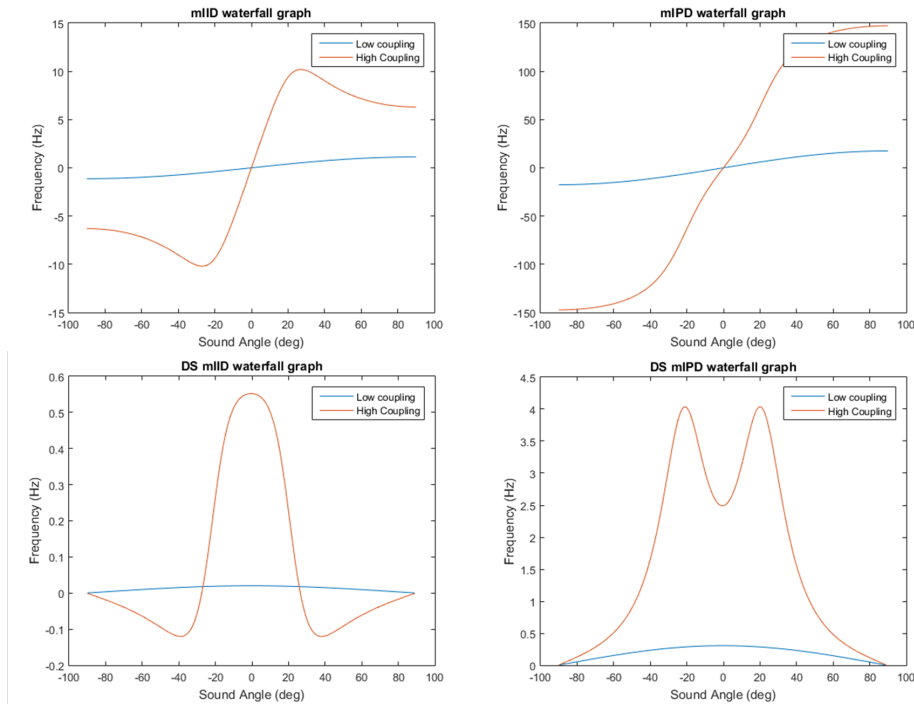 mIID waterfall graph
Low coupling
High Coupling
15
10
5
0
-5
-10
-15
Frequency (Hz)
-100 -80 -60 -40 -20 0 20 40 60 80 100
Sound Angle (deg)
mIPD waterfall graph
Low coupling
High Coupling
150
100
50
0
-50
-100
-150
Frequency (Hz)
-100 -80 -60 -40 -20 0 20 40 60 80 100
Sound Angle (deg)
DS mIID waterfall graph
Low coupling
High Coupling
0.6
0.5
0.4
0.3
0.2
0.1
0
-0.1
-0.2
Frequency (Hz)
-100 -80 -60 -40 -20 0 20 40 60 80 100
Sound Angle (deg)
DS mIPD waterfall graph
Low coupling
High Coupling
4.5
4
3.5
3
2.5
2
1.5
1
0.5
0
Frequency (Hz)
-100 -80 -60 -40 -20 0 20 40 60 80 100
Sound Angle (deg)